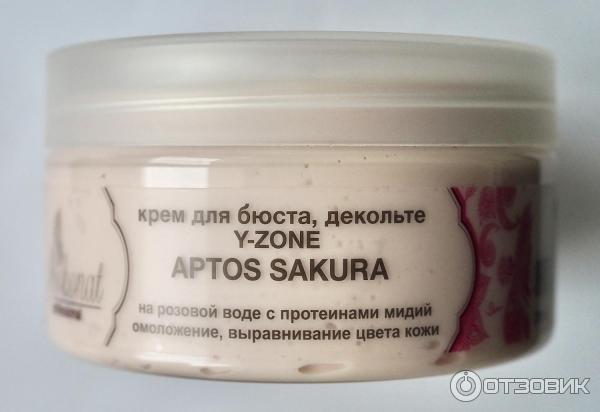 крем для бюста, декольте
Y-ZONE
APTOS SAKURA
на розовой воде с протеинами мидий
омоложение, выравнивание цвета кожи
ОТЗОВИК